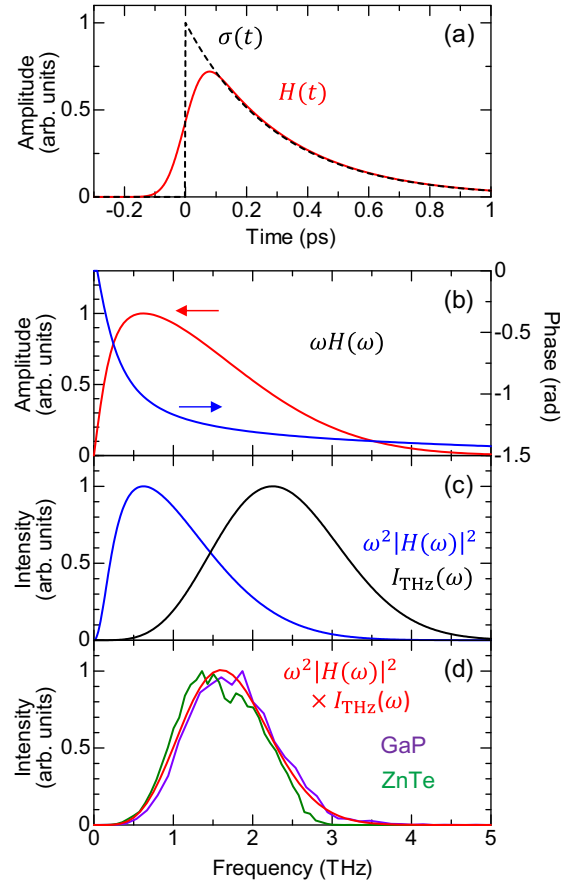 (a)
σ(t)
H(t)
Amplitude
(arb. units)
1
0.5
0
-0.2 0 0.2 0.4 0.6 0.8 1
Time (ps)
(b)
ωH(ω)
Amplitude
(arb. units)
1
0.5
0
0
-0.5
-1
-1.5
Phase (rad)
(c)
ω²|H(ω)|²
I_THz(ω)
Intensity
(arb. units)
1
0.5
0
(d)
ω²|H(ω)|²
× I_THz(ω)
GaP
ZnTe
Intensity
(arb. units)
1
0.5
0
0 1 2 3 4 5
Frequency (THz)